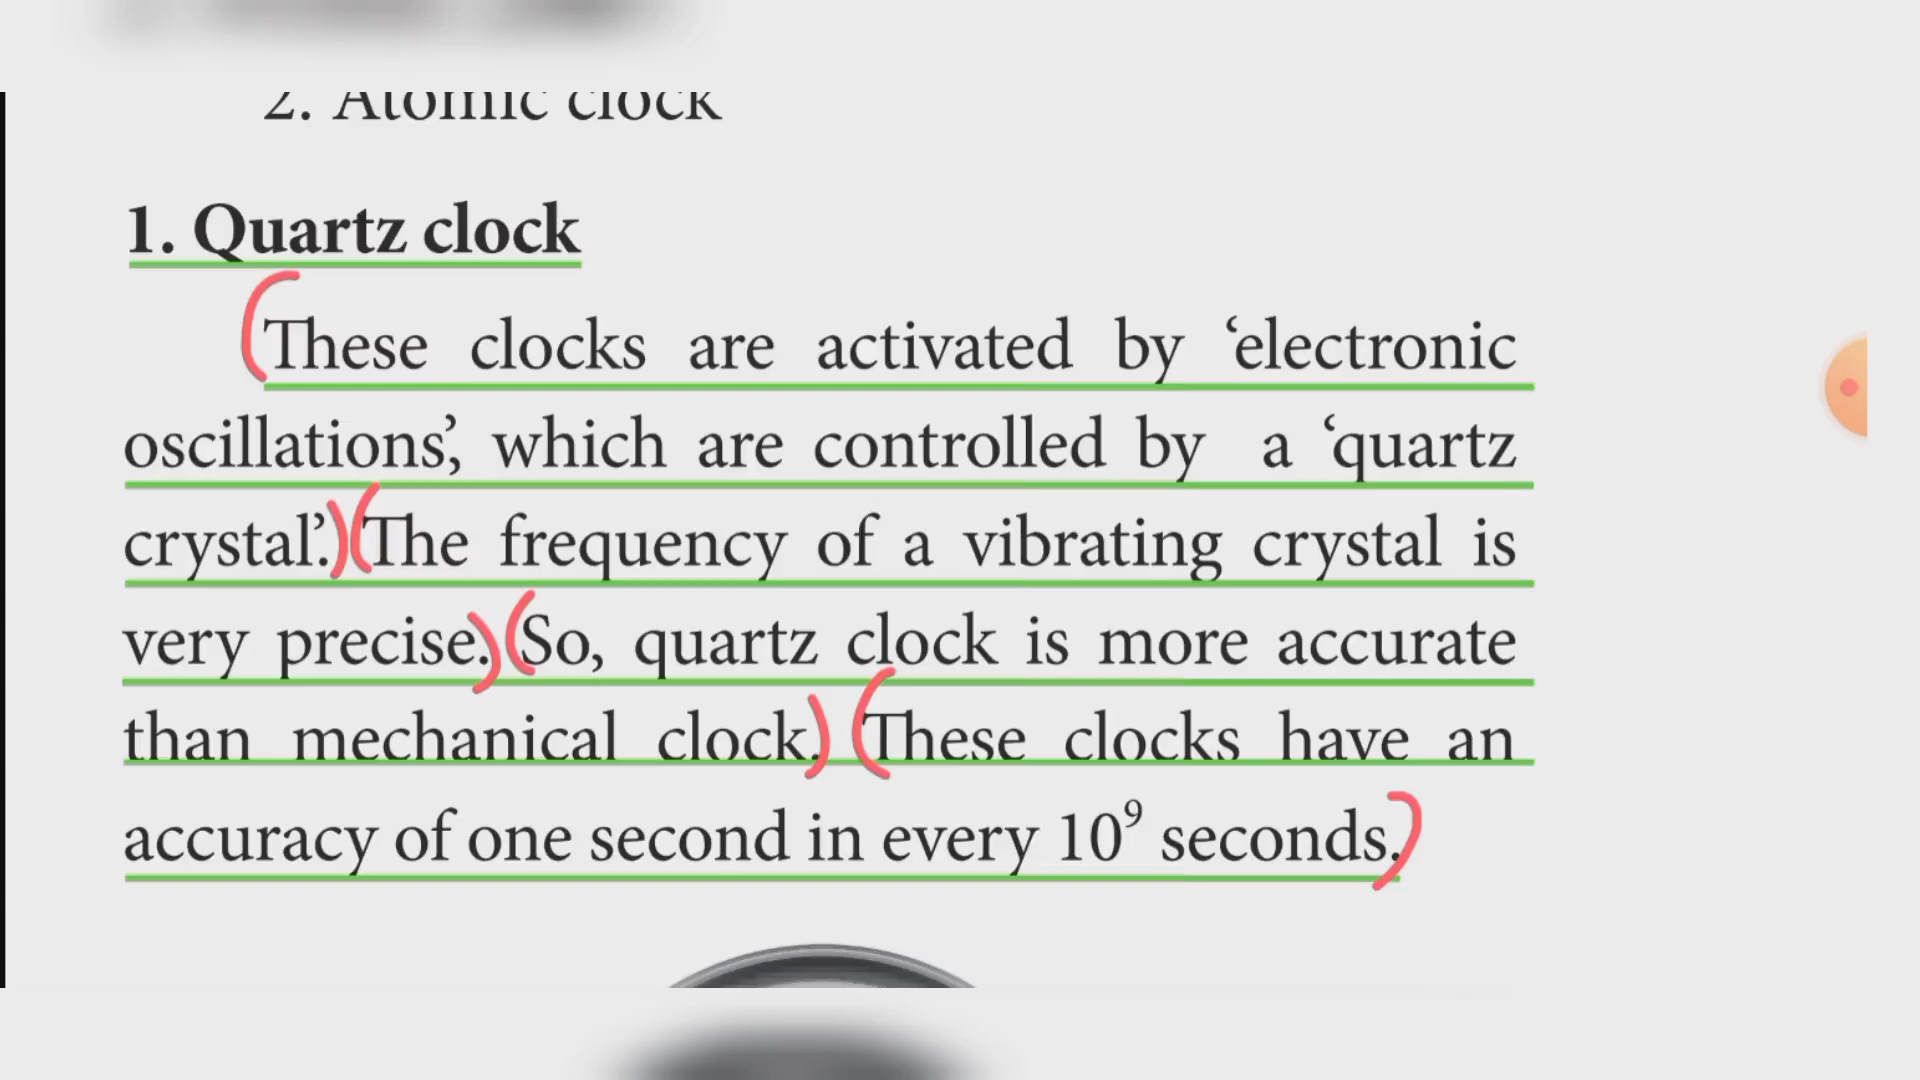 2. Atomic clock
1. Quartz clock
These clocks are activated by ‘electronic
oscillations’, which are controlled by a ‘quartz
crystal’. The frequency of a vibrating crystal is
very precise. So, quartz clock is more accurate
than mechanical clock. These clocks have an
accuracy of one second in every 10⁹ seconds.